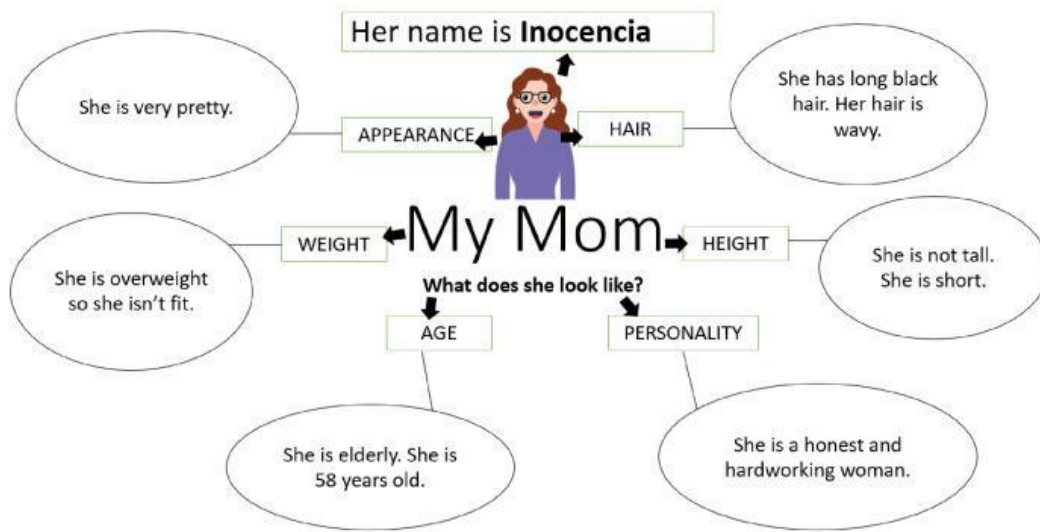 Her name is Inocencia
She is very pretty.
APPEARANCE
HAIR
She has long black
hair. Her hair is
wavy.
My Mom
WEIGHT
She is overweight
so she isn’t fit.
HEIGHT
She is not tall.
She is short.
What does she look like?
AGE
PERSONALITY
She is elderly. She is
58 years old.
She is a honest and
hardworking woman.